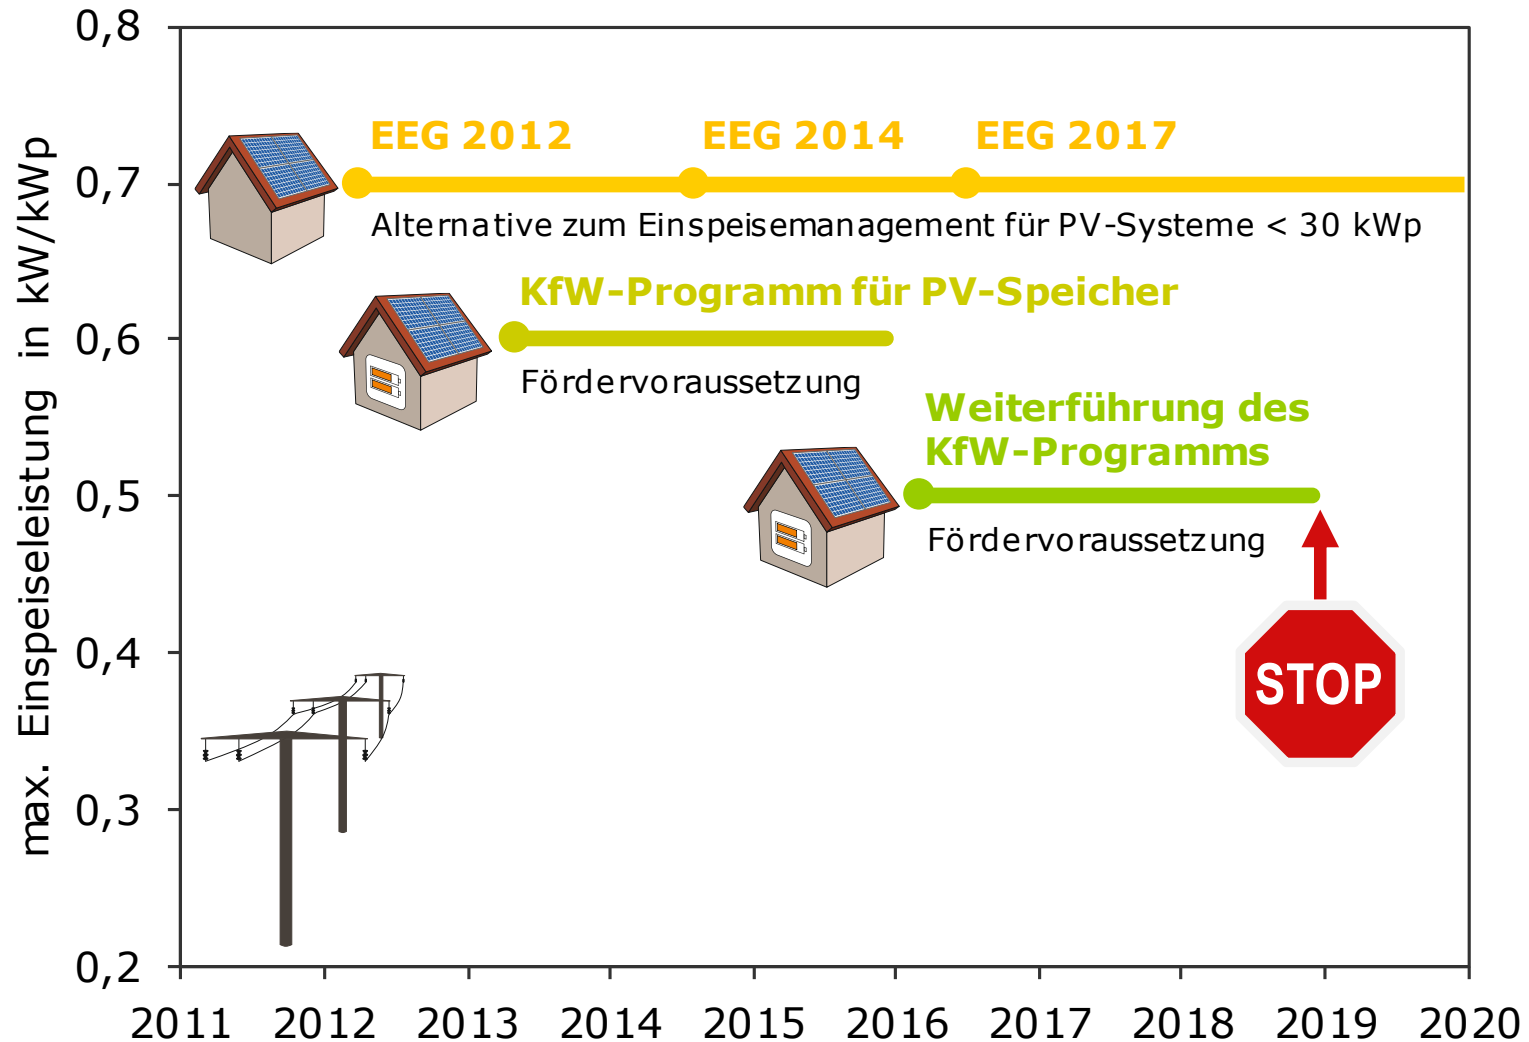 max. Einspeiseleistung in kW/kWp
0,8
0,7
0,6
0,5
0,4
0,3
0,2
EEG 2012
EEG 2014
EEG 2017
Alternative zum Einspeisemanagement für PV-Systeme < 30 kWp
KfW-Programm für PV-Speicher
Fördervoraussetzung
Weiterführung des
KfW-Programms
Fördervoraussetzung
STOP
2011 2012 2013 2014 2015 2016 2017 2018 2019 2020